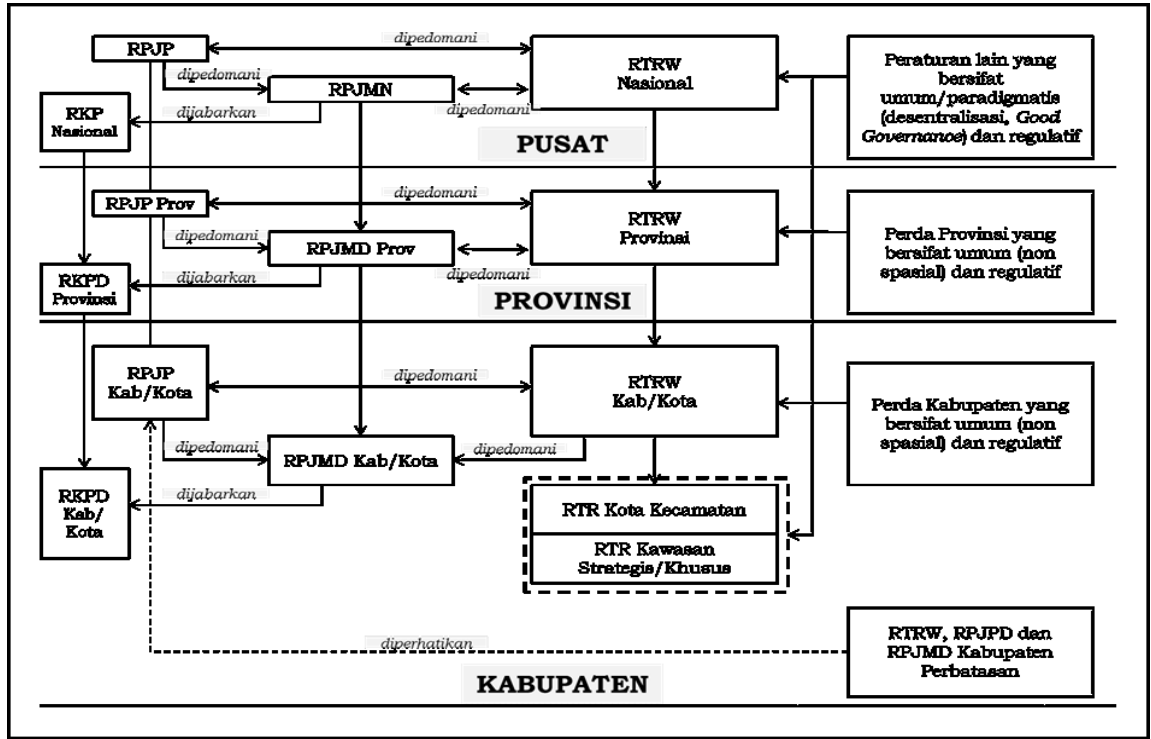 RPJP
dipedomani
RTRW
Nasional
Peraturan lain yang
bersifat
umum/paradigmatis
(desentralisasi, Good
Governance) dan regulatif
dipedomani
RPJMN
dipedomani
RKP
Nasional
dijabarkan
PUSAT
RPJP Prov
dipedomani
RTRW
Provinsi
Perda Provinsi yang
bersifat umum (non
spasial) dan regulatif
dipedomani
RPJMD Prov
dipedomani
RKPD
Provinsi
dijabarkan
PROVINSI
RPJP
Kab/Kota
dipedomani
RTRW
Kab/Kota
Perda Kabupaten yang
bersifat umum (non
spasial) dan regulatif
dipedomani
RPJMD Kab/Kota
dipedomani
RKPD
Kab/
Kota
dijabarkan
RTR Kota Kecamatan
RTR Kawasan
Strategis/Khusus
diperhatikan
RTRW, RPJPD dan
RPJMD Kabupaten
Perbatasan
KABUPATEN